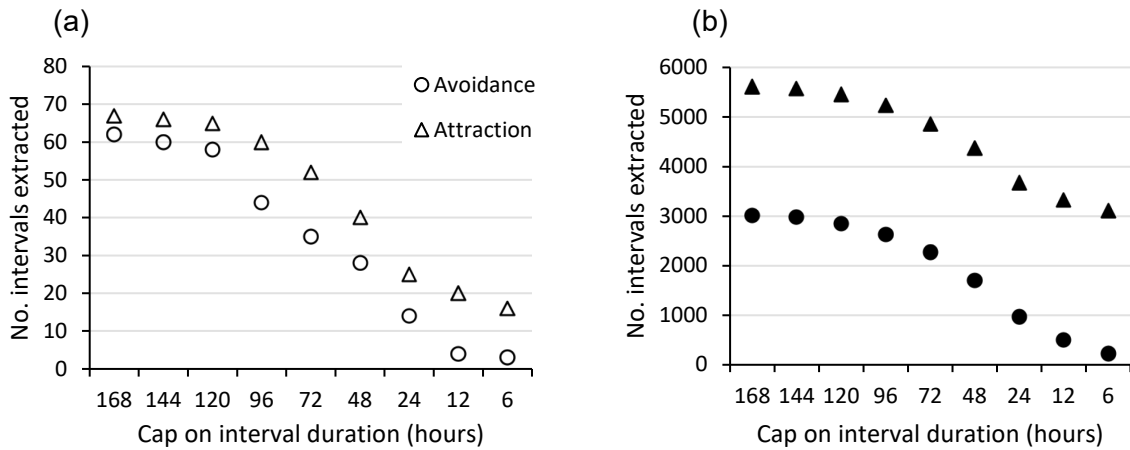 (a)
No. intervals extracted
80
70
60
50
40
30
20
10
0
Avoidance
Attraction
168 144 120 96 72 48 24 12 6
Cap on interval duration (hours)
(b)
No. intervals extracted
6000
5000
4000
3000
2000
1000
0
168 144 120 96 72 48 24 12 6
Cap on interval duration (hours)